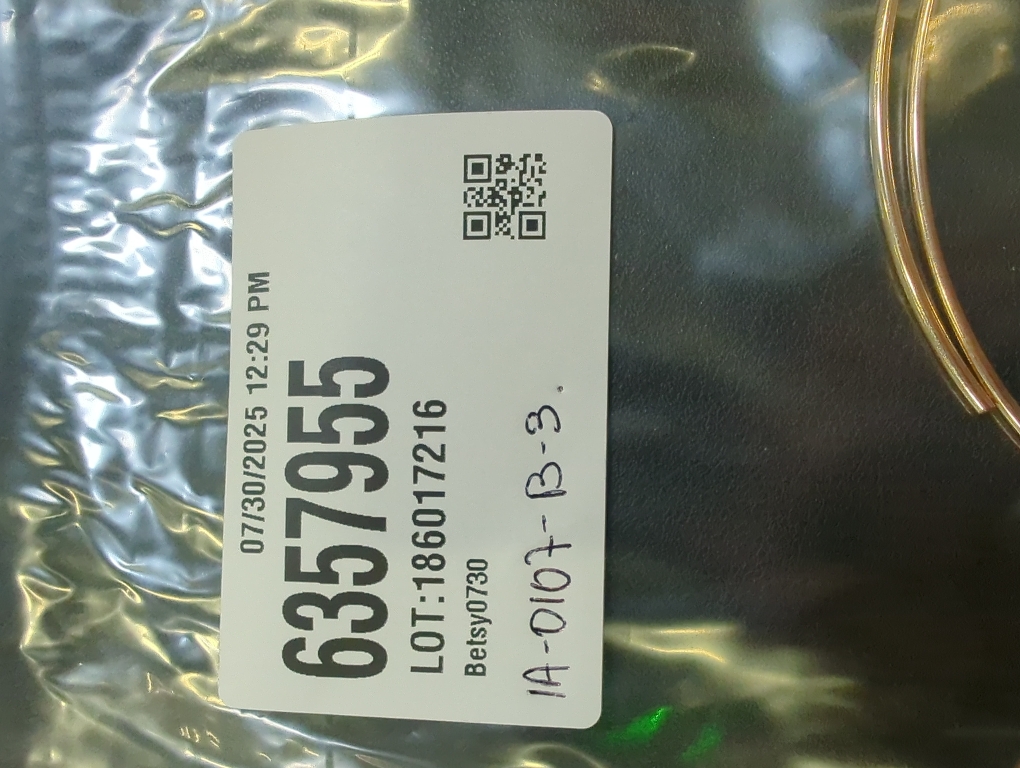 07/30/2025 12:29 PM
6357955
LOT:186017216
Betsy0730
1A-0107-B-3.